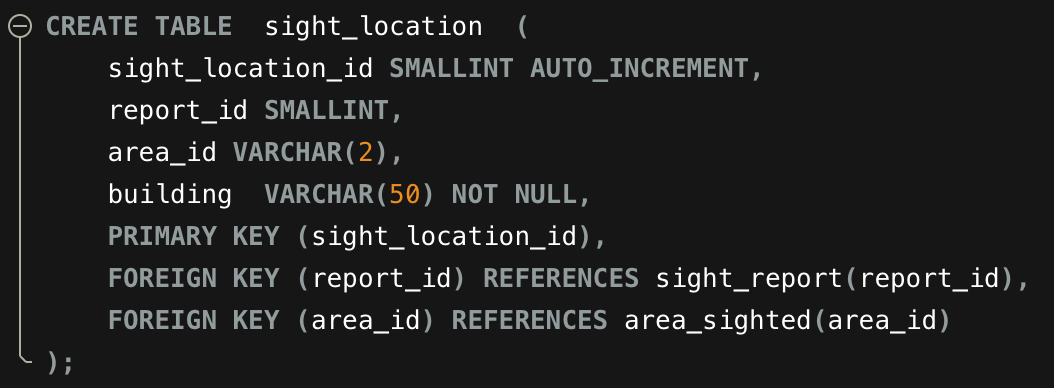 CREATE TABLE  sight_location  (
    sight_location_id SMALLINT AUTO_INCREMENT,
    report_id SMALLINT,
    area_id VARCHAR(2),
    building  VARCHAR(50) NOT NULL,
    PRIMARY KEY (sight_location_id),
    FOREIGN KEY (report_id) REFERENCES sight_report(report_id),
    FOREIGN KEY (area_id) REFERENCES area_sighted(area_id)
);